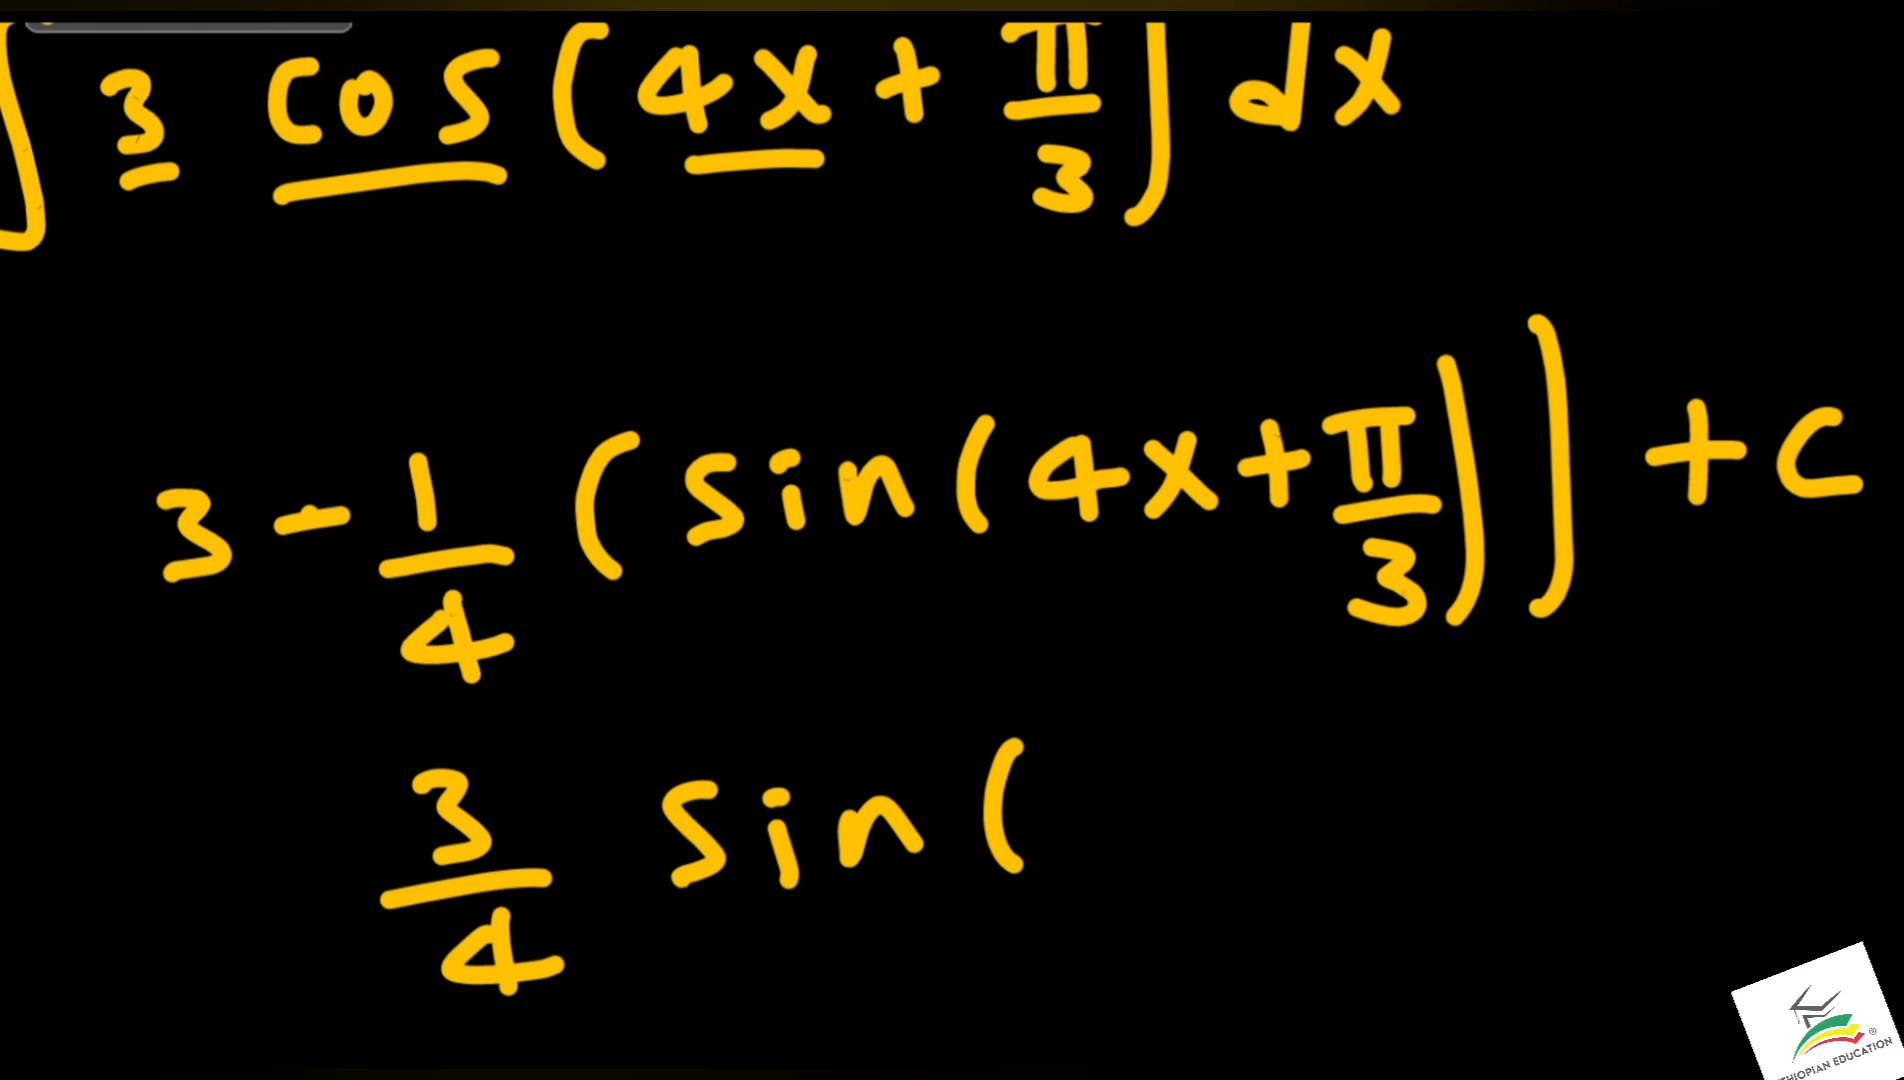 ∫ 3 cos (4x + π/3) dx
3 - 1/4 (sin(4x + π/3)) + c
3/4 sin (
ETHIOPIAN EDUCATION ®